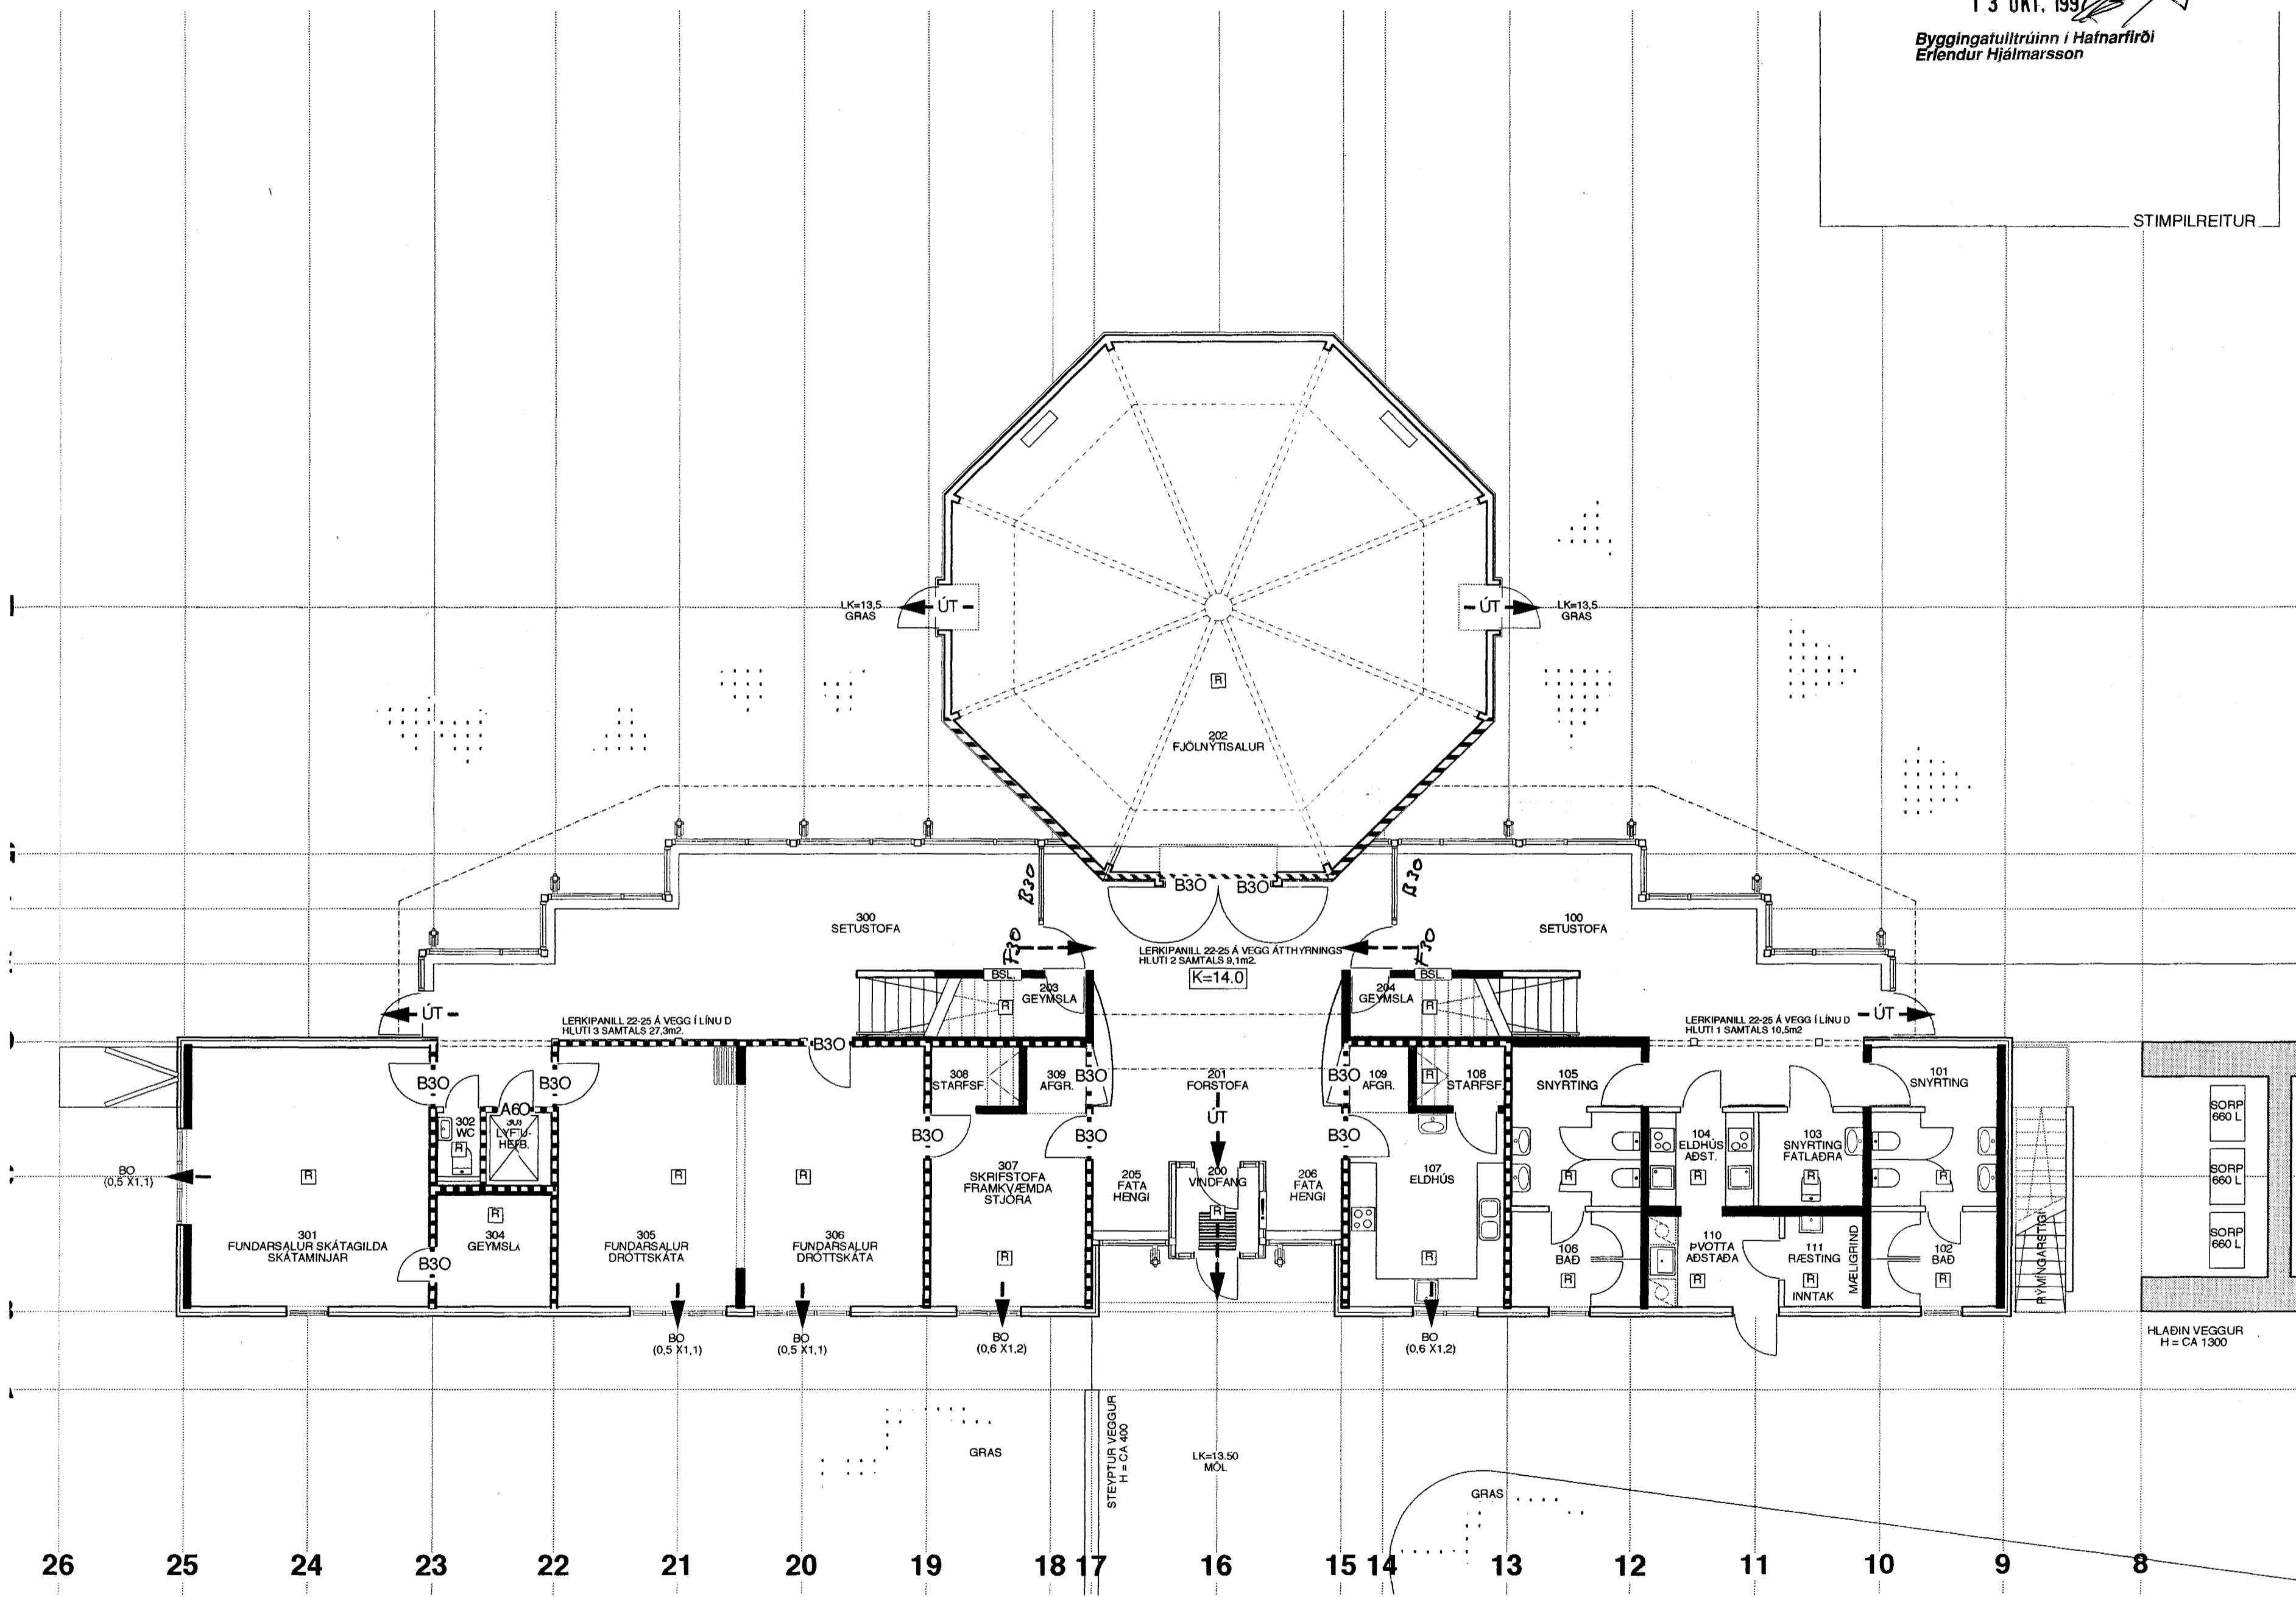 13 OKT. 199
Byggingafulltrúinn í Hafnarfirði
Erlendur Hjálmarsson
STIMPILREITUR
LK=13,5
GRAS
ÚT
ÚT
LK=13,5
GRAS
R
202
FJÖLNÝTISALUR
B30
B30
B30
B30
300
SETUSTOFA
100
SETUSTOFA
F30
F30
LERKIPANILL 22-25 Á VEGG ÁTTHYRNINGS
HLUTI 2 SAMTALS 9,1m2.
K=14.0
BSL.
BSL.
203
GEYMSLA
R
204
GEYMSLA
R
ÚT
ÚT
LERKIPANILL 22-25 Á VEGG Í LÍNU D
HLUTI 3 SAMTALS 27,3m2.
LERKIPANILL 22-25 Á VEGG Í LÍNU D
HLUTI 1 SAMTALS 10,5m2
B30
B30
B30
308
STARFSF.
309
AFGR.
B30
201
FORSTOFA
B30
109
AFGR.
R
108
STARFSF.
105
SNYRTING
101
SNYRTING
A60
302
WC
R
LYFTU-
HERB.
ÚT
B30
B30
B30
104
ELDHÚS
AÐST.
103
SNYRTING
FATLAÐRA
SORP
660 L
SORP
660 L
SORP
660 L
BO
(0,5 X1,1)
R
R
R
307
SKRIFSTOFA
FRAMKVÆMDA
STJÓRA
205
FATA
HENGI
200
VINDFANG
R
206
FATA
HENGI
107
ELDHÚS
R
R
R
R
R
301
FUNDARSALUR SKÁTAGILDA
SKÁTAMINJAR
R
304
GEYMSLA
B30
305
FUNDARSALUR
DRÓTTSKÁTA
306
FUNDARSALUR
DRÓTTSKÁTA
R
106
BAÐ
R
110
ÞVOTTA
AÐSTAÐA
R
111
RÆSTING
R
INNTAK
MÆLIGRIND
102
BAÐ
R
RÝMINGARSTIGI
BO
(0,5 X1,1)
BO
(0,5 X1,1)
BO
(0,6 X1,2)
BO
(0,6 X1,2)
HLAÐIN VEGGUR
H = CA 1300
STEYPTUR VEGGUR
H = CA 400
GRAS
LK=13.50
MÖL
GRAS
26 25 24 23 22 21 20 19 18 17 16 15 14 13 12 11 10 9 8